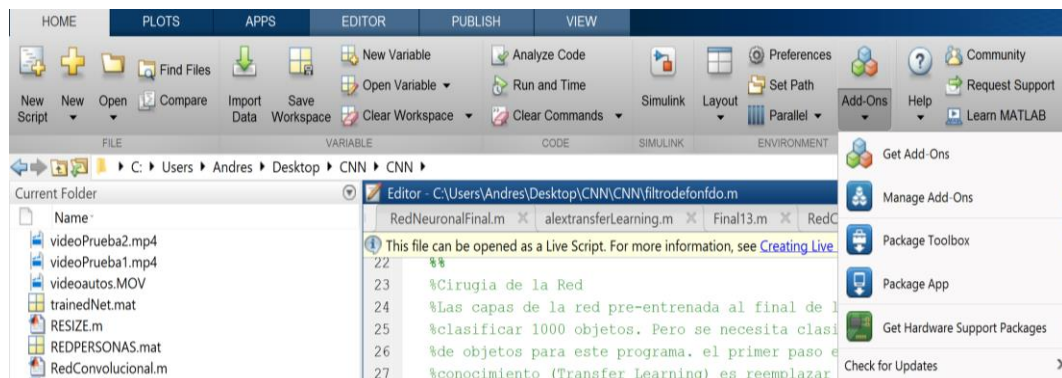 HOME PLOTS APPS EDITOR PUBLISH VIEW
New Script
New
Open
Find Files
Compare
FILE
Import Data
Save Workspace
New Variable
Open Variable
Clear Workspace
VARIABLE
Analyze Code
Run and Time
Clear Commands
CODE
Simulink
SIMULINK
Layout
Preferences
Set Path
Parallel
ENVIRONMENT
Add-Ons
Help
Community
Request Support
Learn MATLAB
C: Users Andres Desktop CNN CNN
Current Folder
Name
videoPrueba2.mp4
videoPrueba1.mp4
videoautos.MOV
trainedNet.mat
RESIZE.m
REDPERSONAS.mat
RedConvolucional.m
Editor - C:\Users\Andres\Desktop\CNN\CNN\filtrodefonfdo.m
RedNeuronalFinal.m alextransferLearning.m Final13.m RedC
This file can be opened as a Live Script. For more information, see Creating Live
22 %%
23 %Cirugia de la Red
24 %Las capas de la red pre-entrenada al final de l
25 %clasificar 1000 objetos. Pero se necesita clasi
26 %de objetos para este programa. el primer paso e
27 %conocimiento (Transfer Learning) es reemplazar
Get Add-Ons
Manage Add-Ons
Package Toolbox
Package App
Get Hardware Support Packages
Check for Updates